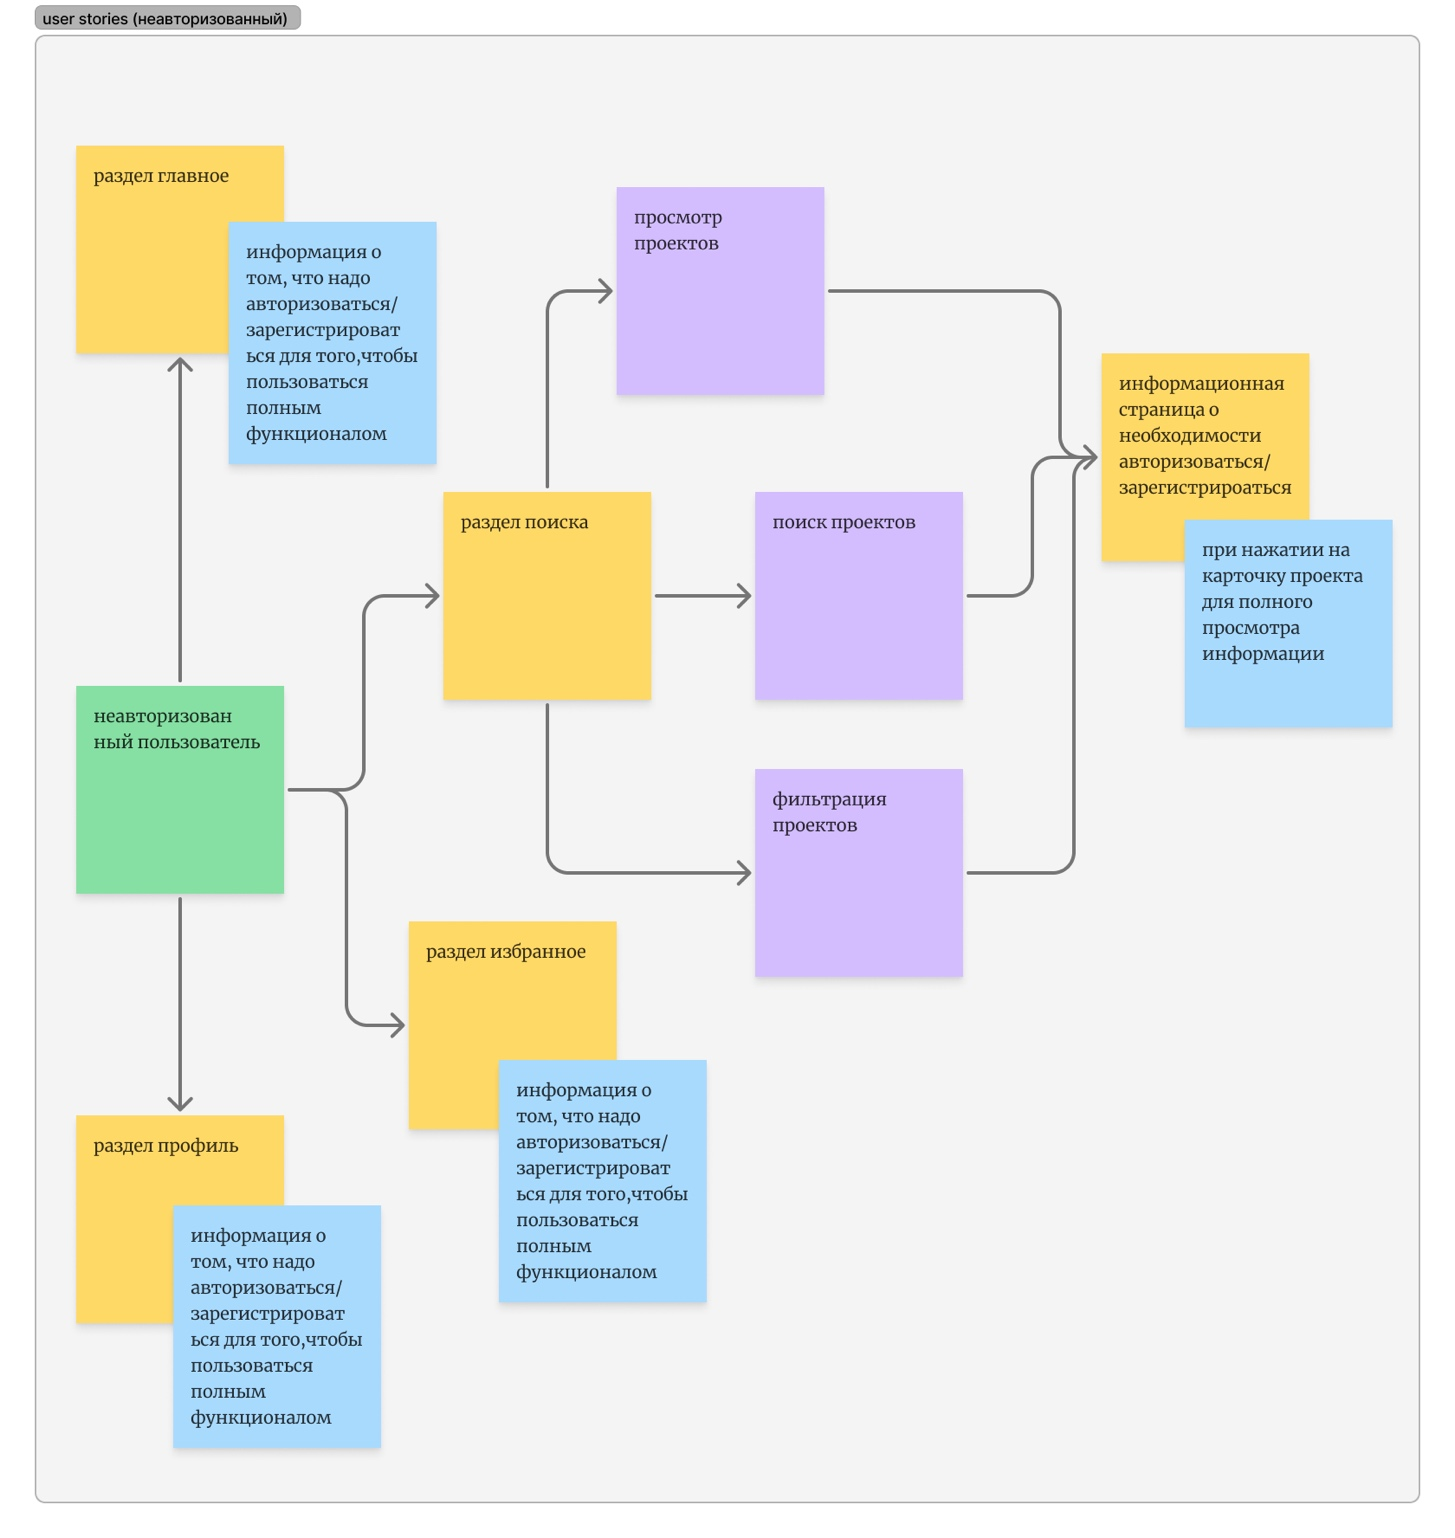 user stories (неавторизованный)
раздел главное
информация о
том, что надо
авторизоваться/
зарегистрироват
ься для того,чтобы
пользоваться
полным
функционалом
просмотр
проектов
информационная
страница о
необходимости
авторизоваться/
зарегистрироаться
при нажатии на
карточку проекта
для полного
просмотра
информации
раздел поиска
поиск проектов
неавторизован
ный пользователь
фильтрация
проектов
раздел избранное
информация о
том, что надо
авторизоваться/
зарегистрироват
ься для того,чтобы
пользоваться
полным
функционалом
раздел профиль
информация о
том, что надо
авторизоваться/
зарегистрироват
ься для того,чтобы
пользоваться
полным
функционалом